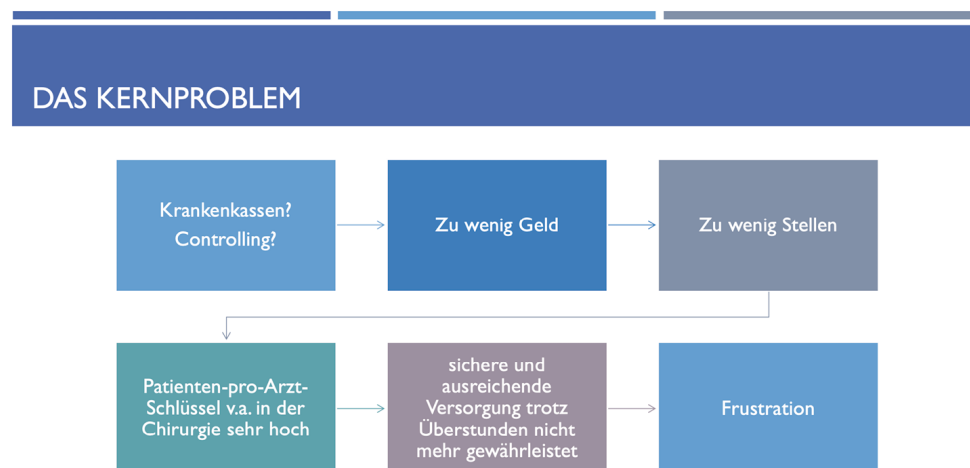 DAS KERNPROBLEM
Krankenkassen?
Controlling?
Zu wenig Geld
Zu wenig Stellen
Patienten-pro-Arzt-
Schlüssel v.a. in der
Chirurgie sehr hoch
sichere und
ausreichende
Versorgung trotz
Überstunden nicht
mehr gewährleistet
Frustration